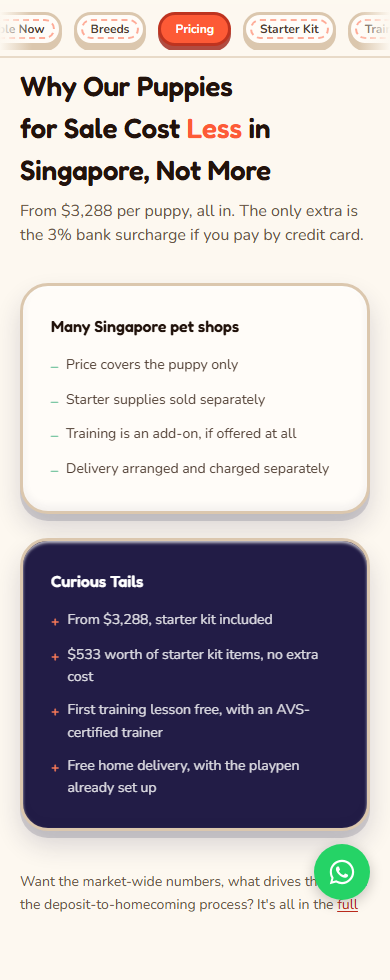 le Now Breeds Pricing Starter Kit Train
Why Our Puppies
for Sale Cost Less in
Singapore, Not More
From $3,288 per puppy, all in. The only extra is
the 3% bank surcharge if you pay by credit card.
Many Singapore pet shops
– Price covers the puppy only
– Starter supplies sold separately
– Training is an add-on, if offered at all
– Delivery arranged and charged separately
Curious Tails
+ From $3,288, starter kit included
+ $533 worth of starter kit items, no extra
cost
+ First training lesson free, with an AVS-
certified trainer
+ Free home delivery, with the playpen
already set up
Want the market-wide numbers, what drives
the deposit-to-homecoming process? It's all in the full